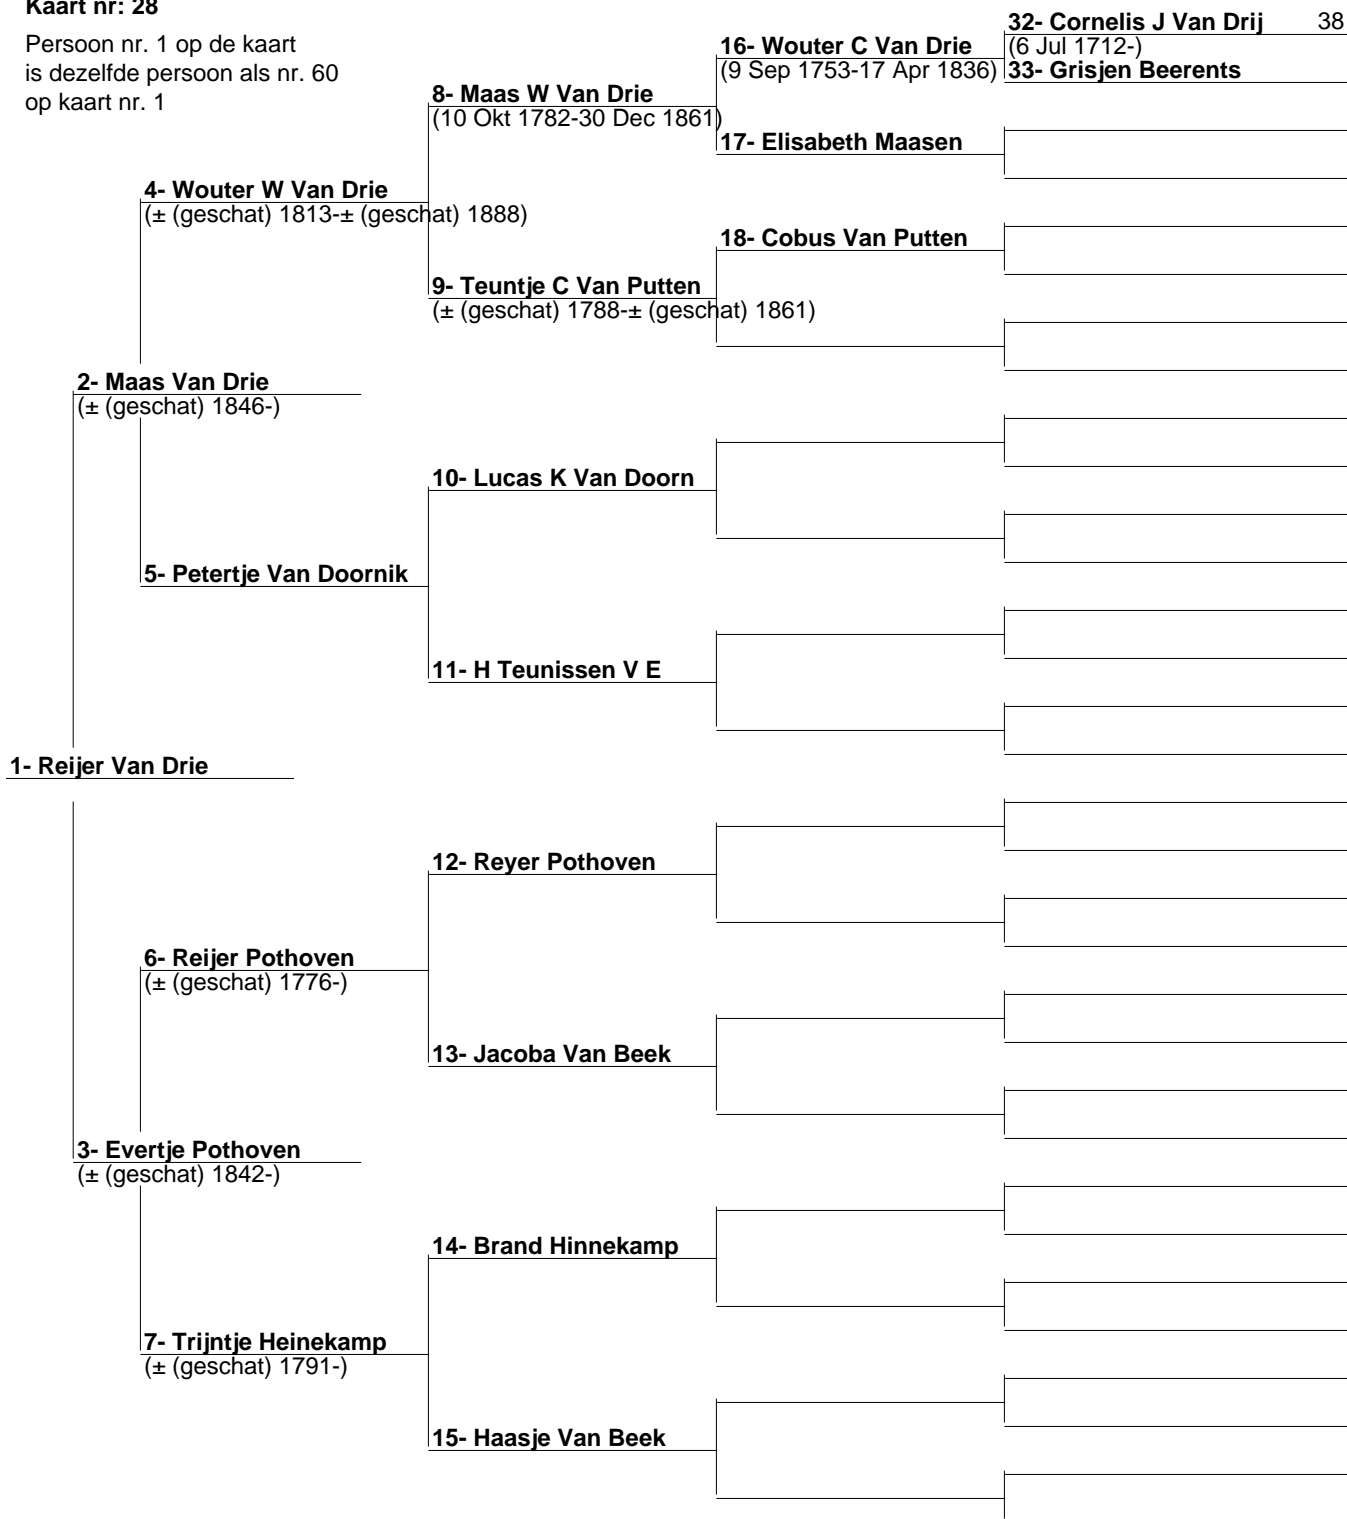 Kaart nr: 28
Persoon nr. 1 op de kaart
is dezelfde persoon als nr. 60
op kaart nr. 1
32- Cornelis J Van Drij 38
(6 Jul 1712-)
16- Wouter C Van Drie
(9 Sep 1753-17 Apr 1836)
33- Grisjen Beerents
8- Maas W Van Drie
(10 Okt 1782-30 Dec 1861)
17- Elisabeth Maasen
4- Wouter W Van Drie
(± (geschat) 1813-± (geschat) 1888)
18- Cobus Van Putten
9- Teuntje C Van Putten
(± (geschat) 1788-± (geschat) 1861)
2- Maas Van Drie
(± (geschat) 1846-)
10- Lucas K Van Doorn
5- Petertje Van Doornik
11- H Teunissen V E
1- Reijer Van Drie
12- Reyer Pothoven
6- Reijer Pothoven
(± (geschat) 1776-)
13- Jacoba Van Beek
3- Evertje Pothoven
(± (geschat) 1842-)
14- Brand Hinnekamp
7- Trijntje Heinekamp
(± (geschat) 1791-)
15- Haasje Van Beek